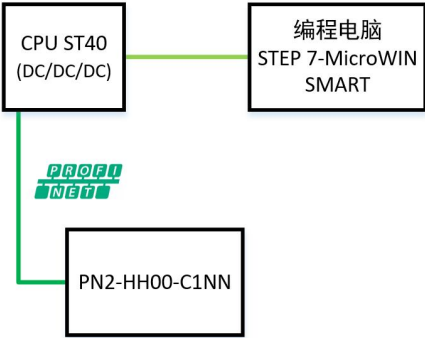 CPU ST40
(DC/DC/DC)
编程电脑
STEP 7-MicroWIN
SMART
PROFI
NET
PN2-HH00-C1NN